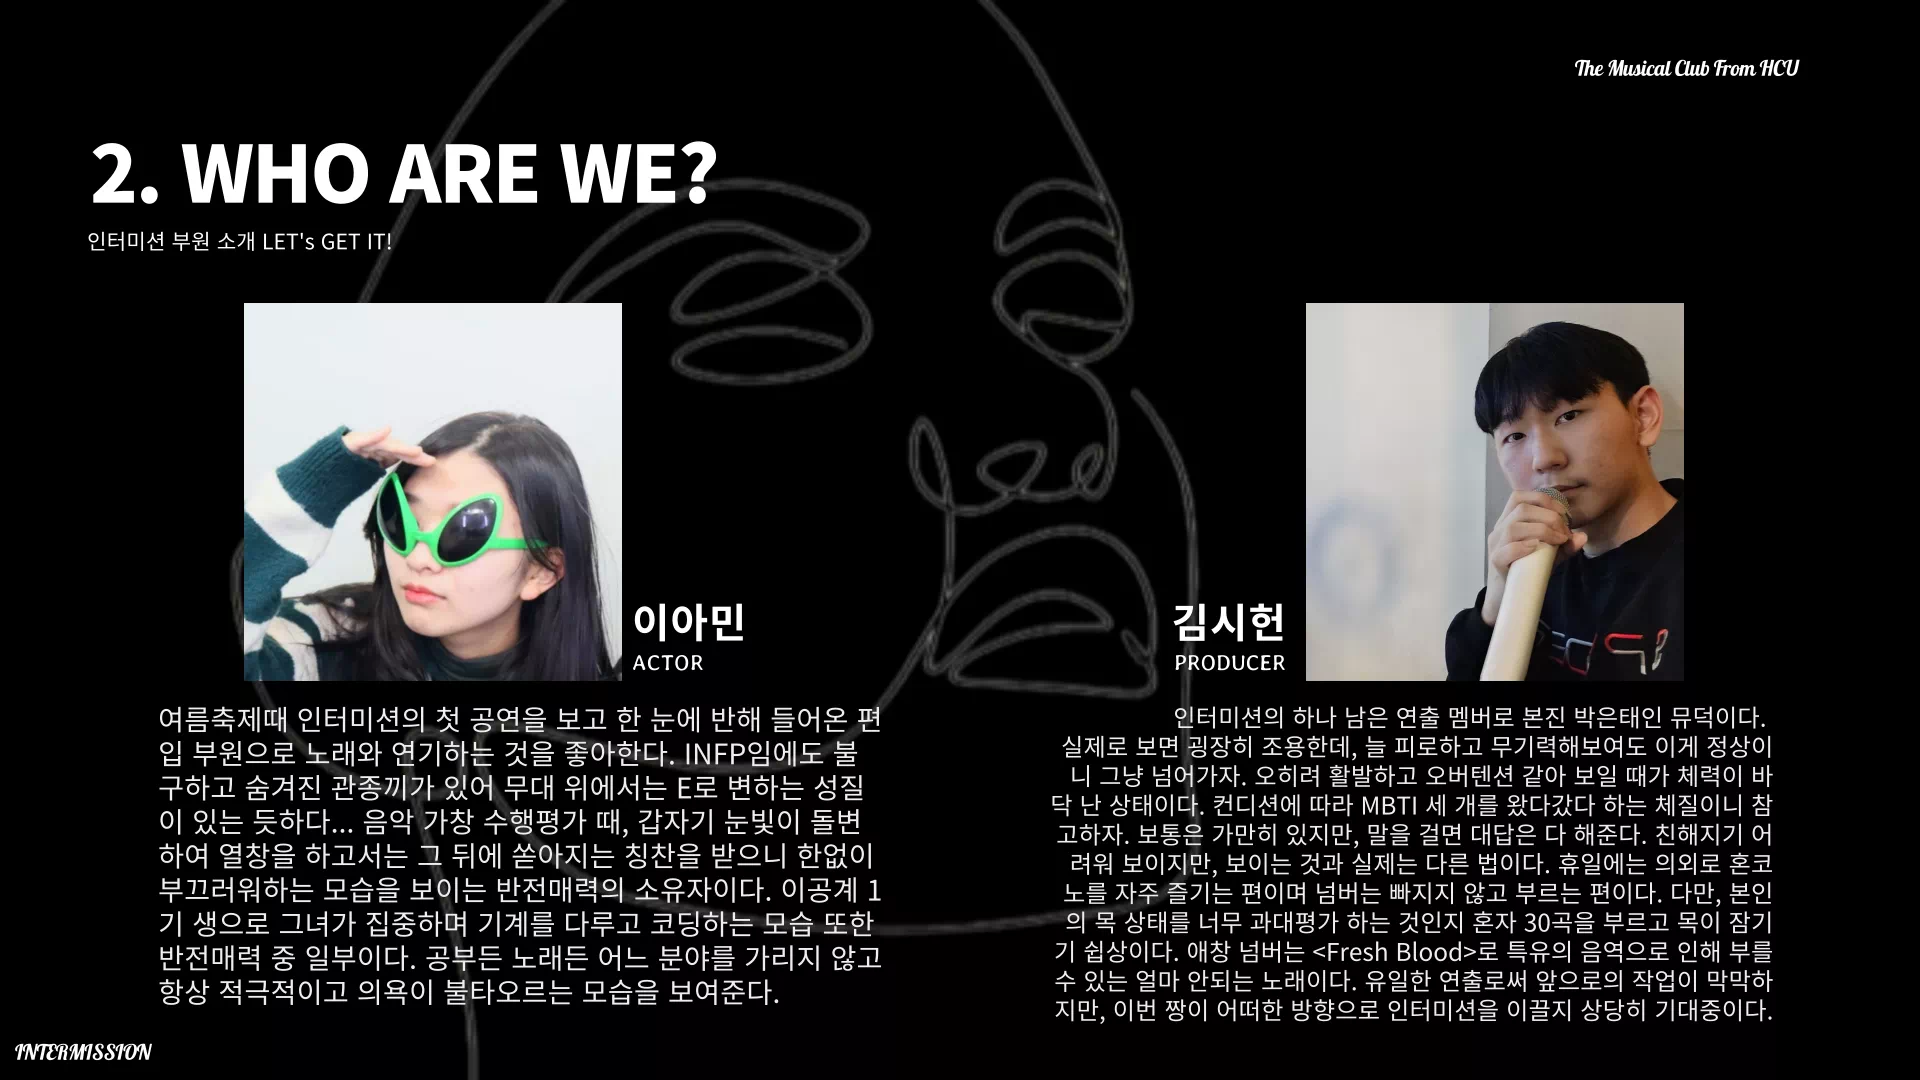 The Musical Club From HCU
2. WHO ARE WE?
인터미션 부원 소개 LET's GET IT!
이아민
ACTOR
여름축제때 인터미션의 첫 공연을 보고 한 눈에 반해 들어온 편
입 부원으로 노래와 연기하는 것을 좋아한다. INFP임에도 불
구하고 숨겨진 관종끼가 있어 무대 위에서는 E로 변하는 성질
이 있는 듯하다... 음악 가창 수행평가 때, 갑자기 눈빛이 돌변
하여 열창을 하고서는 그 뒤에 쏟아지는 칭찬을 받으니 한없이
부끄러워하는 모습을 보이는 반전매력의 소유자이다. 이공계 1
기 생으로 그녀가 집중하며 기계를 다루고 코딩하는 모습 또한
반전매력 중 일부이다. 공부든 노래든 어느 분야를 가리지 않고
항상 적극적이고 의욕이 불타오르는 모습을 보여준다.
김시헌
PRODUCER
인터미션의 하나 남은 연출 멤버로 본진 박은태인 뮤덕이다.
실제로 보면 굉장히 조용한데, 늘 피로하고 무기력해보여도 이게 정상이
니 그냥 넘어가자. 오히려 활발하고 오버텐션 같아 보일 때가 체력이 바
닥 난 상태이다. 컨디션에 따라 MBTI 세 개를 왔다갔다 하는 체질이니 참
고하자. 보통은 가만히 있지만, 말을 걸면 대답은 다 해준다. 친해지기 어
려워 보이지만, 보이는 것과 실제는 다른 법이다. 휴일에는 의외로 혼코
노를 자주 즐기는 편이며 넘버는 빠지지 않고 부르는 편이다. 다만, 본인
의 목 상태를 너무 과대평가 하는 것인지 혼자 30곡을 부르고 목이 잠기
기 쉽상이다. 애창 넘버는 <Fresh Blood>로 특유의 음역으로 인해 부를
수 있는 얼마 안되는 노래이다. 유일한 연출로써 앞으로의 작업이 막막하
지만, 이번 짱이 어떠한 방향으로 인터미션을 이끌지 상당히 기대중이다.
INTERMISSION